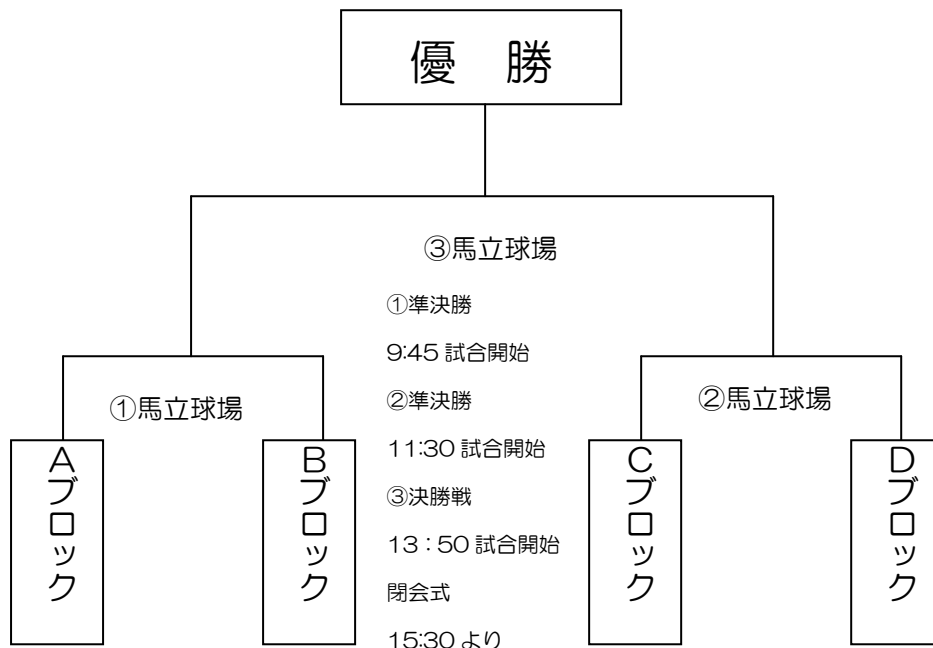 優　勝
③馬立球場
①準決勝
9:45 試合開始
②準決勝
11:30 試合開始
③決勝戦
13：50 試合開始
閉会式
15:30 より
①馬立球場
②馬立球場
Aブロック
Bブロック
Cブロック
Dブロック